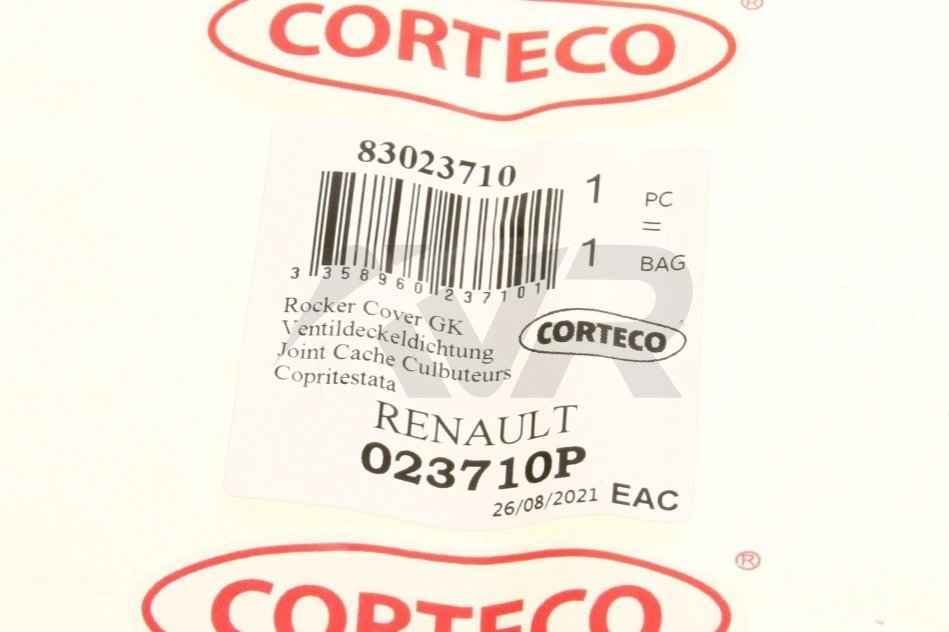 CORTECO
®
83023710
1 PC
=
1 BAG
3 358960 237101
Rocker Cover GK
Ventildeckeldichtung
Joint Cache Culbuteurs
Copritestata
CORTECO
KVR
RENAULT
023710P
26/08/2021 EAC
®
CORTECO